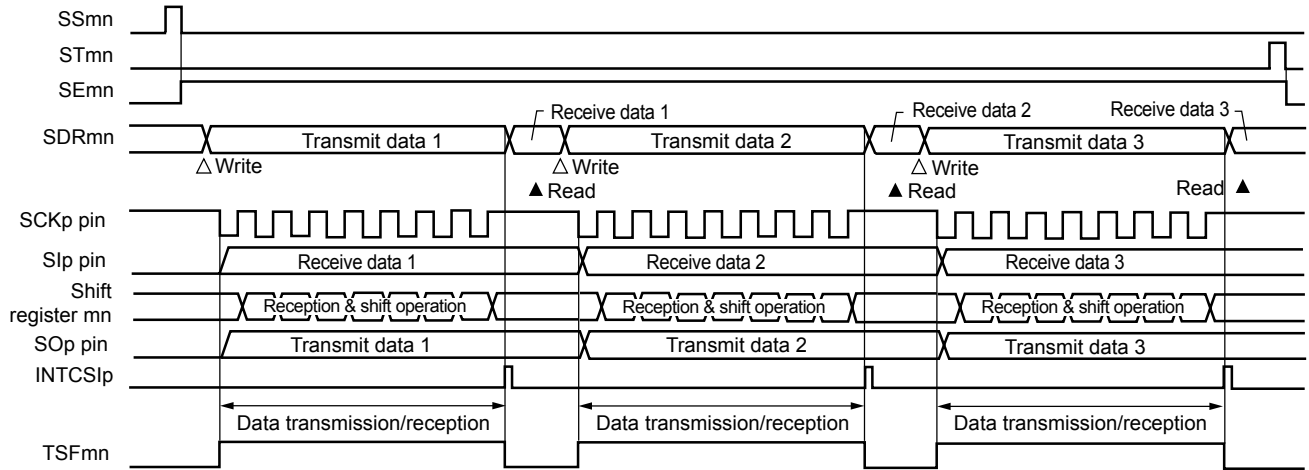 SSmn
STmn
SEmn
Receive data 1
Receive data 2
Receive data 3
SDRmn
Transmit data 1
Transmit data 2
Transmit data 3
△ Write
△ Write
△ Write
▲ Read
▲ Read
Read ▲
SCKp pin
SIp pin
Receive data 1
Receive data 2
Receive data 3
Shift
register mn
Reception & shift operation
Reception & shift operation
Reception & shift operation
SOp pin
Transmit data 1
Transmit data 2
Transmit data 3
INTCSIp
Data transmission/reception
Data transmission/reception
Data transmission/reception
TSFmn